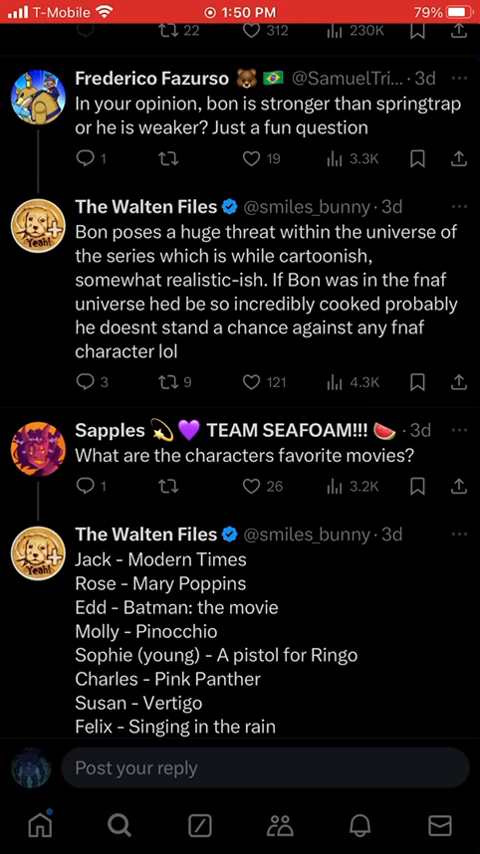 T-Mobile 1:50 PM 79%
22 312 230K
Frederico Fazurso 🐻 🇧🇷 @SamuelTri... · 3d
In your opinion, bon is stronger than springtrap
or he is weaker? Just a fun question
1 19 3.3K
The Walten Files @smiles_bunny · 3d
Yeah!
Bon poses a huge threat within the universe of
the series which is while cartoonish,
somewhat realistic-ish. If Bon was in the fnaf
universe hed be so incredibly cooked probably
he doesnt stand a chance against any fnaf
character lol
3 9 121 4.3K
Sapples 💫 💜 TEAM SEAFOAM!!! 🍉 · 3d
What are the characters favorite movies?
1 26 3.2K
The Walten Files @smiles_bunny · 3d
Yeah!
Jack - Modern Times
Rose - Mary Poppins
Edd - Batman: the movie
Molly - Pinocchio
Sophie (young) - A pistol for Ringo
Charles - Pink Panther
Susan - Vertigo
Felix - Singing in the rain
Post your reply